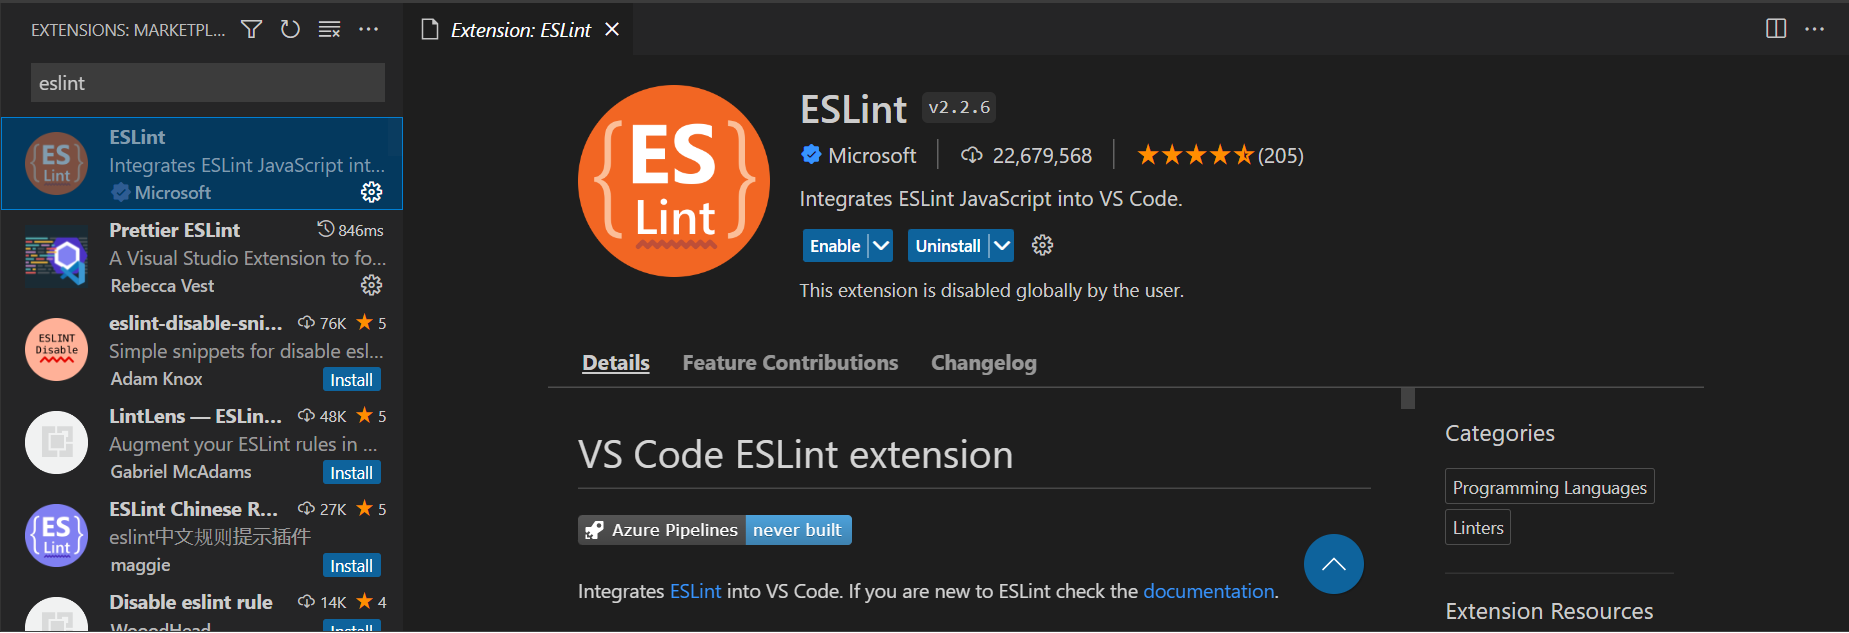 EXTENSIONS: MARKETPL...
eslint
ESLint
Integrates ESLint JavaScript int...
Microsoft
Prettier ESLint 846ms
A Visual Studio Extension to fo...
Rebecca Vest
eslint-disable-sni... 76K 5
Simple snippets for disable esl...
Adam Knox Install
LintLens — ESLin... 48K 5
Augment your ESLint rules in ...
Gabriel McAdams Install
ESLint Chinese R... 27K 5
eslint中文规则提示插件
maggie Install
Disable eslint rule 14K 4
WooodHead Install
ES
Lint
ESLINT
Disable
ES
Lint
ES
Extension: ESLint
ES
Lint
ESLint v2.2.6
Microsoft 22,679,568 (205)
Integrates ESLint JavaScript into VS Code.
Enable Uninstall
This extension is disabled globally by the user.
Details Feature Contributions Changelog
VS Code ESLint extension
Azure Pipelines never built
Integrates ESLint into VS Code. If you are new to ESLint check the documentation.
Categories
Programming Languages
Linters
Extension Resources